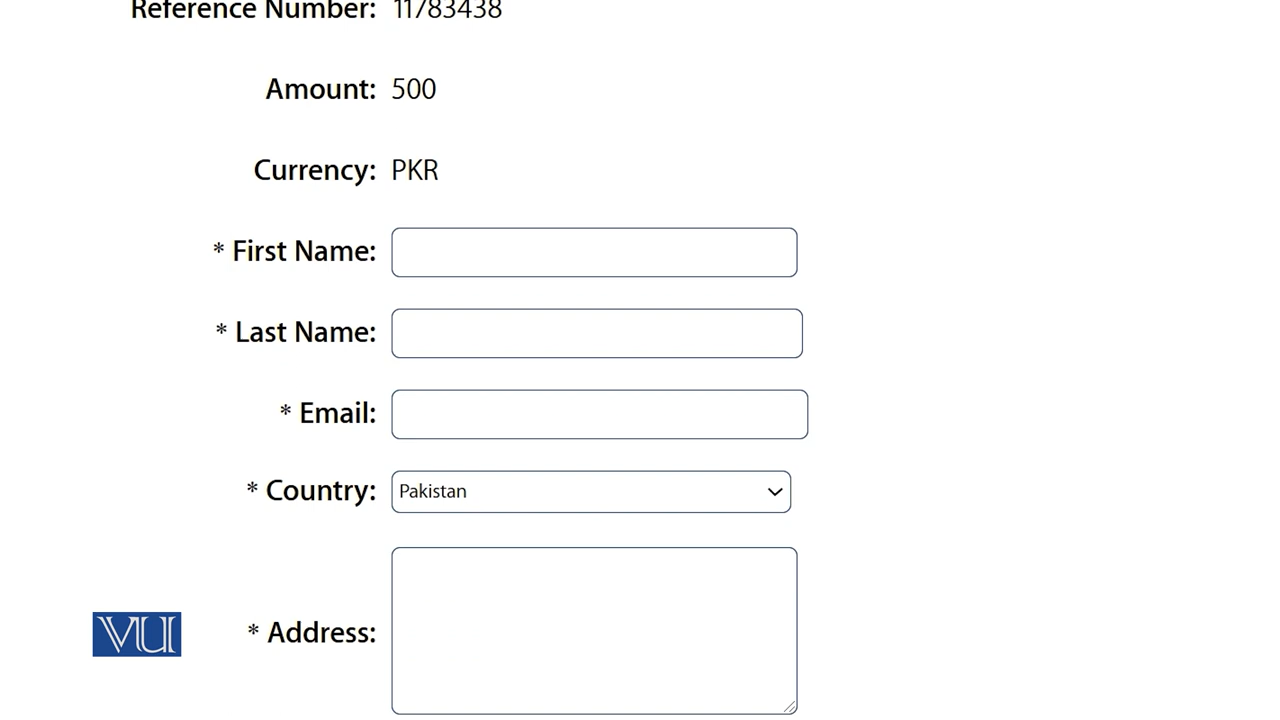 Reference Number: 11783438
Amount: 500
Currency: PKR
* First Name:
* Last Name:
* Email:
* Country: Pakistan
* Address:
VU